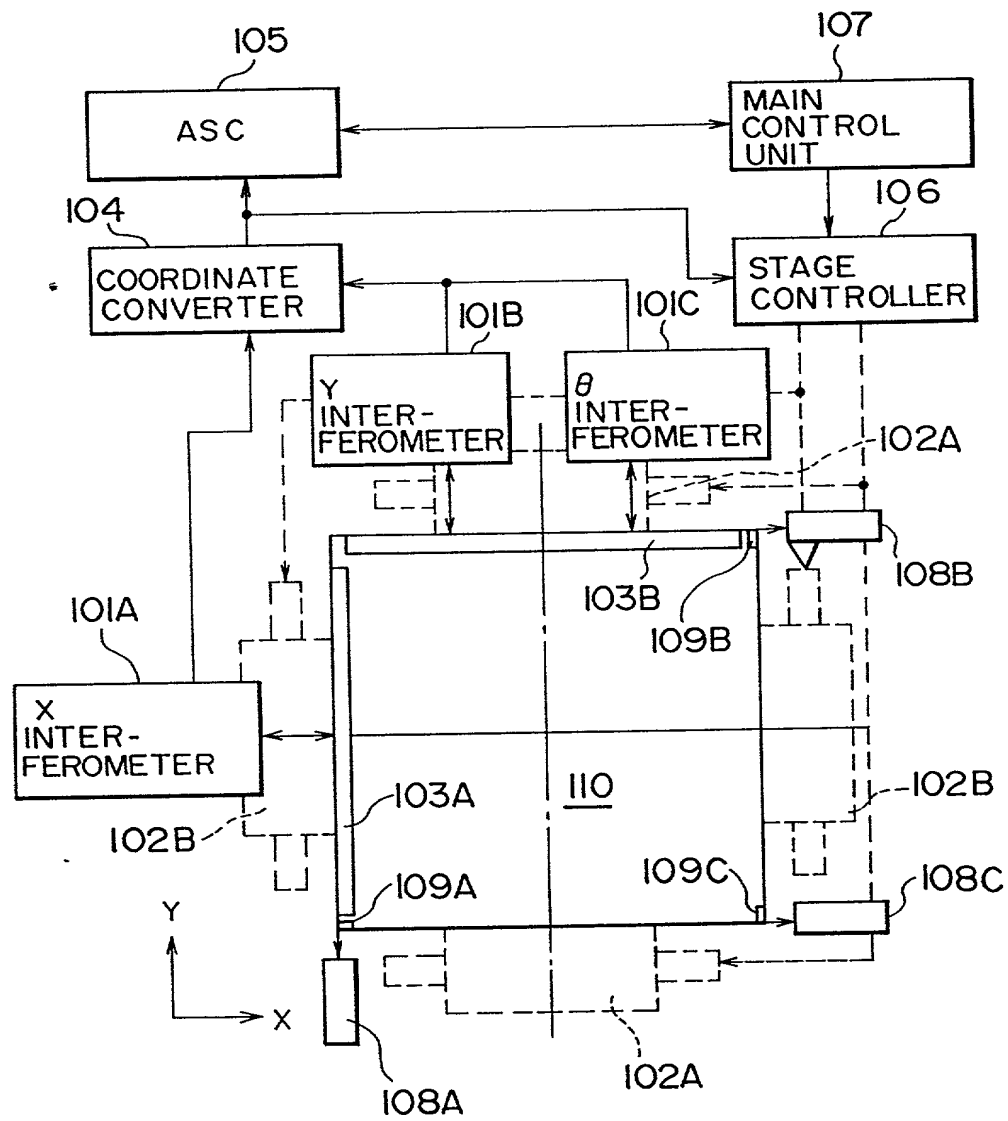 105
107
ASC
MAIN
CONTROL
UNIT
104
106
COORDINATE
CONVERTER
STAGE
CONTROLLER
101B
101C
Y
INTER-
FEROMETER
θ
INTER-
FEROMETER
102A
108B
103B
109B
101A
X
INTER-
FEROMETER
103A
110
102B
102B
109A
109C
108C
Y
X
108A
102A